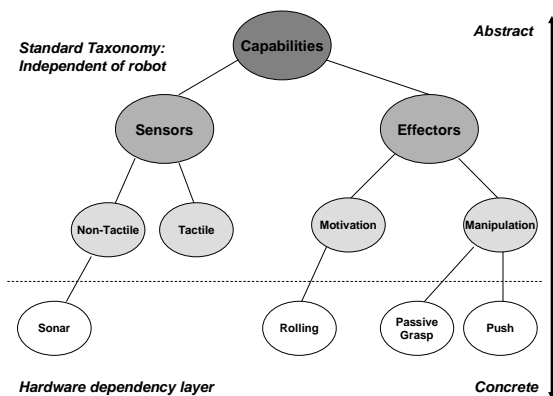 Standard Taxonomy:
Independent of robot
Capabilities
Abstract
Sensors
Effectors
Non-Tactile
Tactile
Motivation
Manipulation
Sonar
Rolling
Passive
Grasp
Push
Hardware dependency layer
Concrete